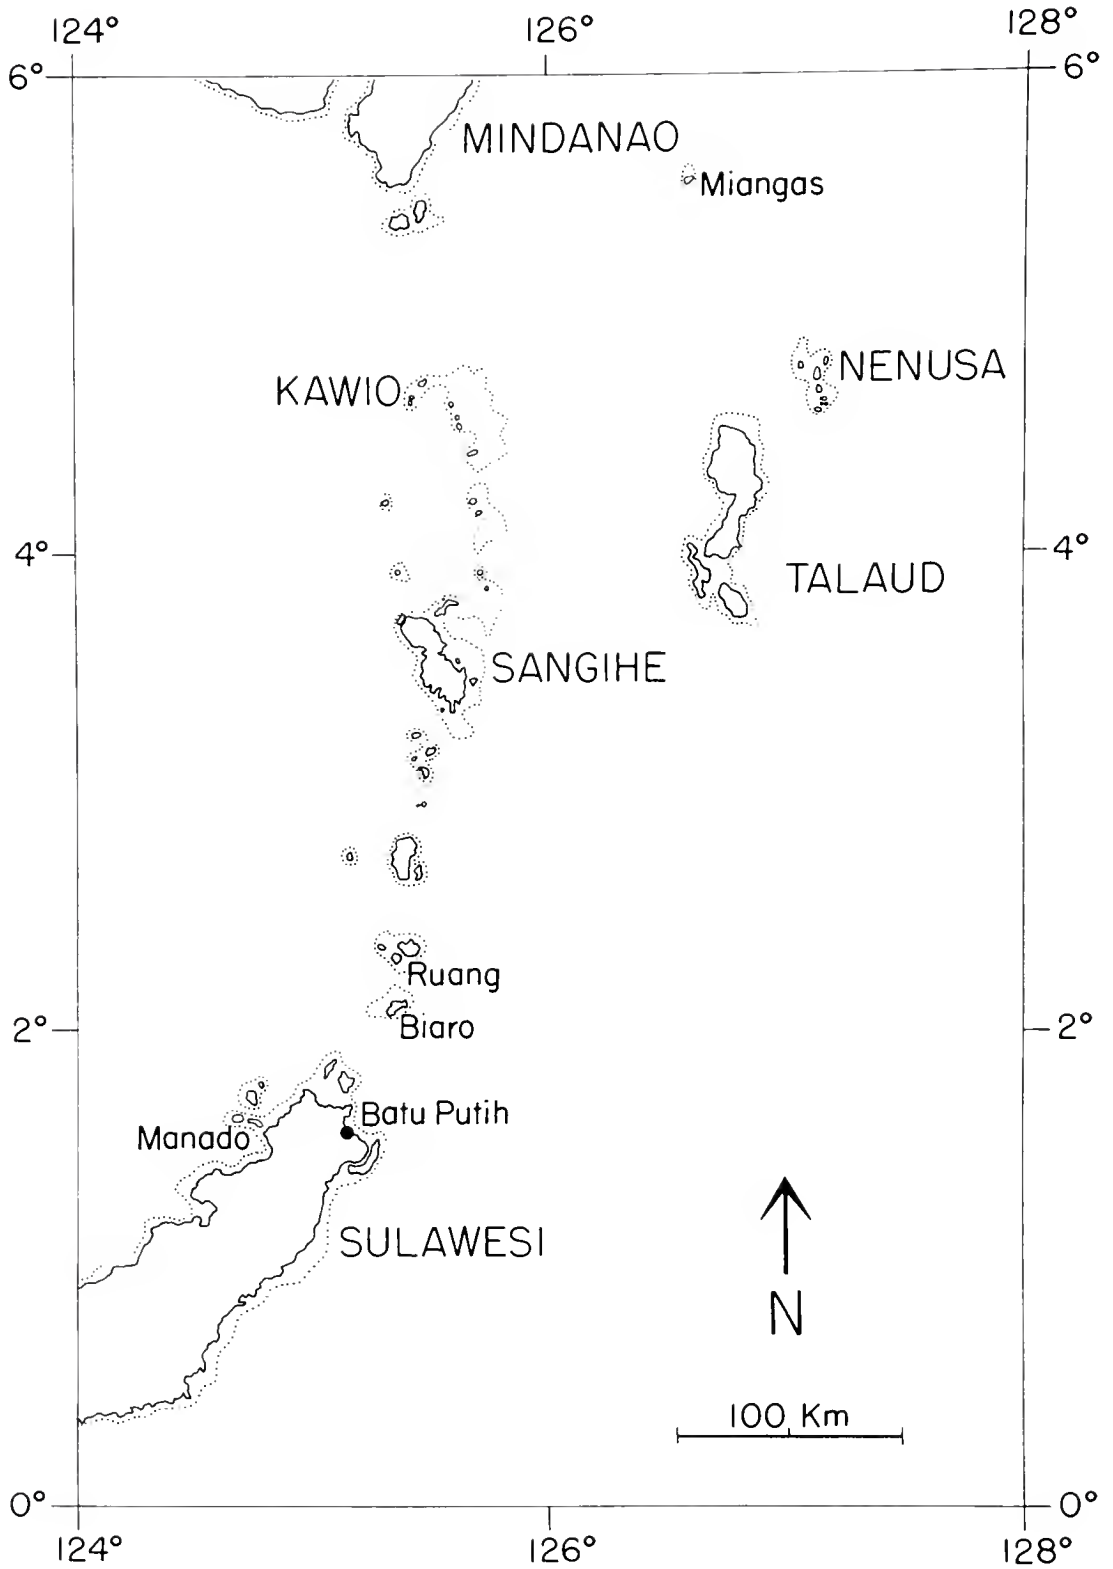 124° 126° 128°
6° 6°
MINDANAO
Miangas
NENUSA
KAWIO
4° 4°
TALAUD
SANGIHE
Ruang
2° 2°
Biaro
Batu Putih
Manado
SULAWESI
N
100 Km
0° 0°
124° 126° 128°